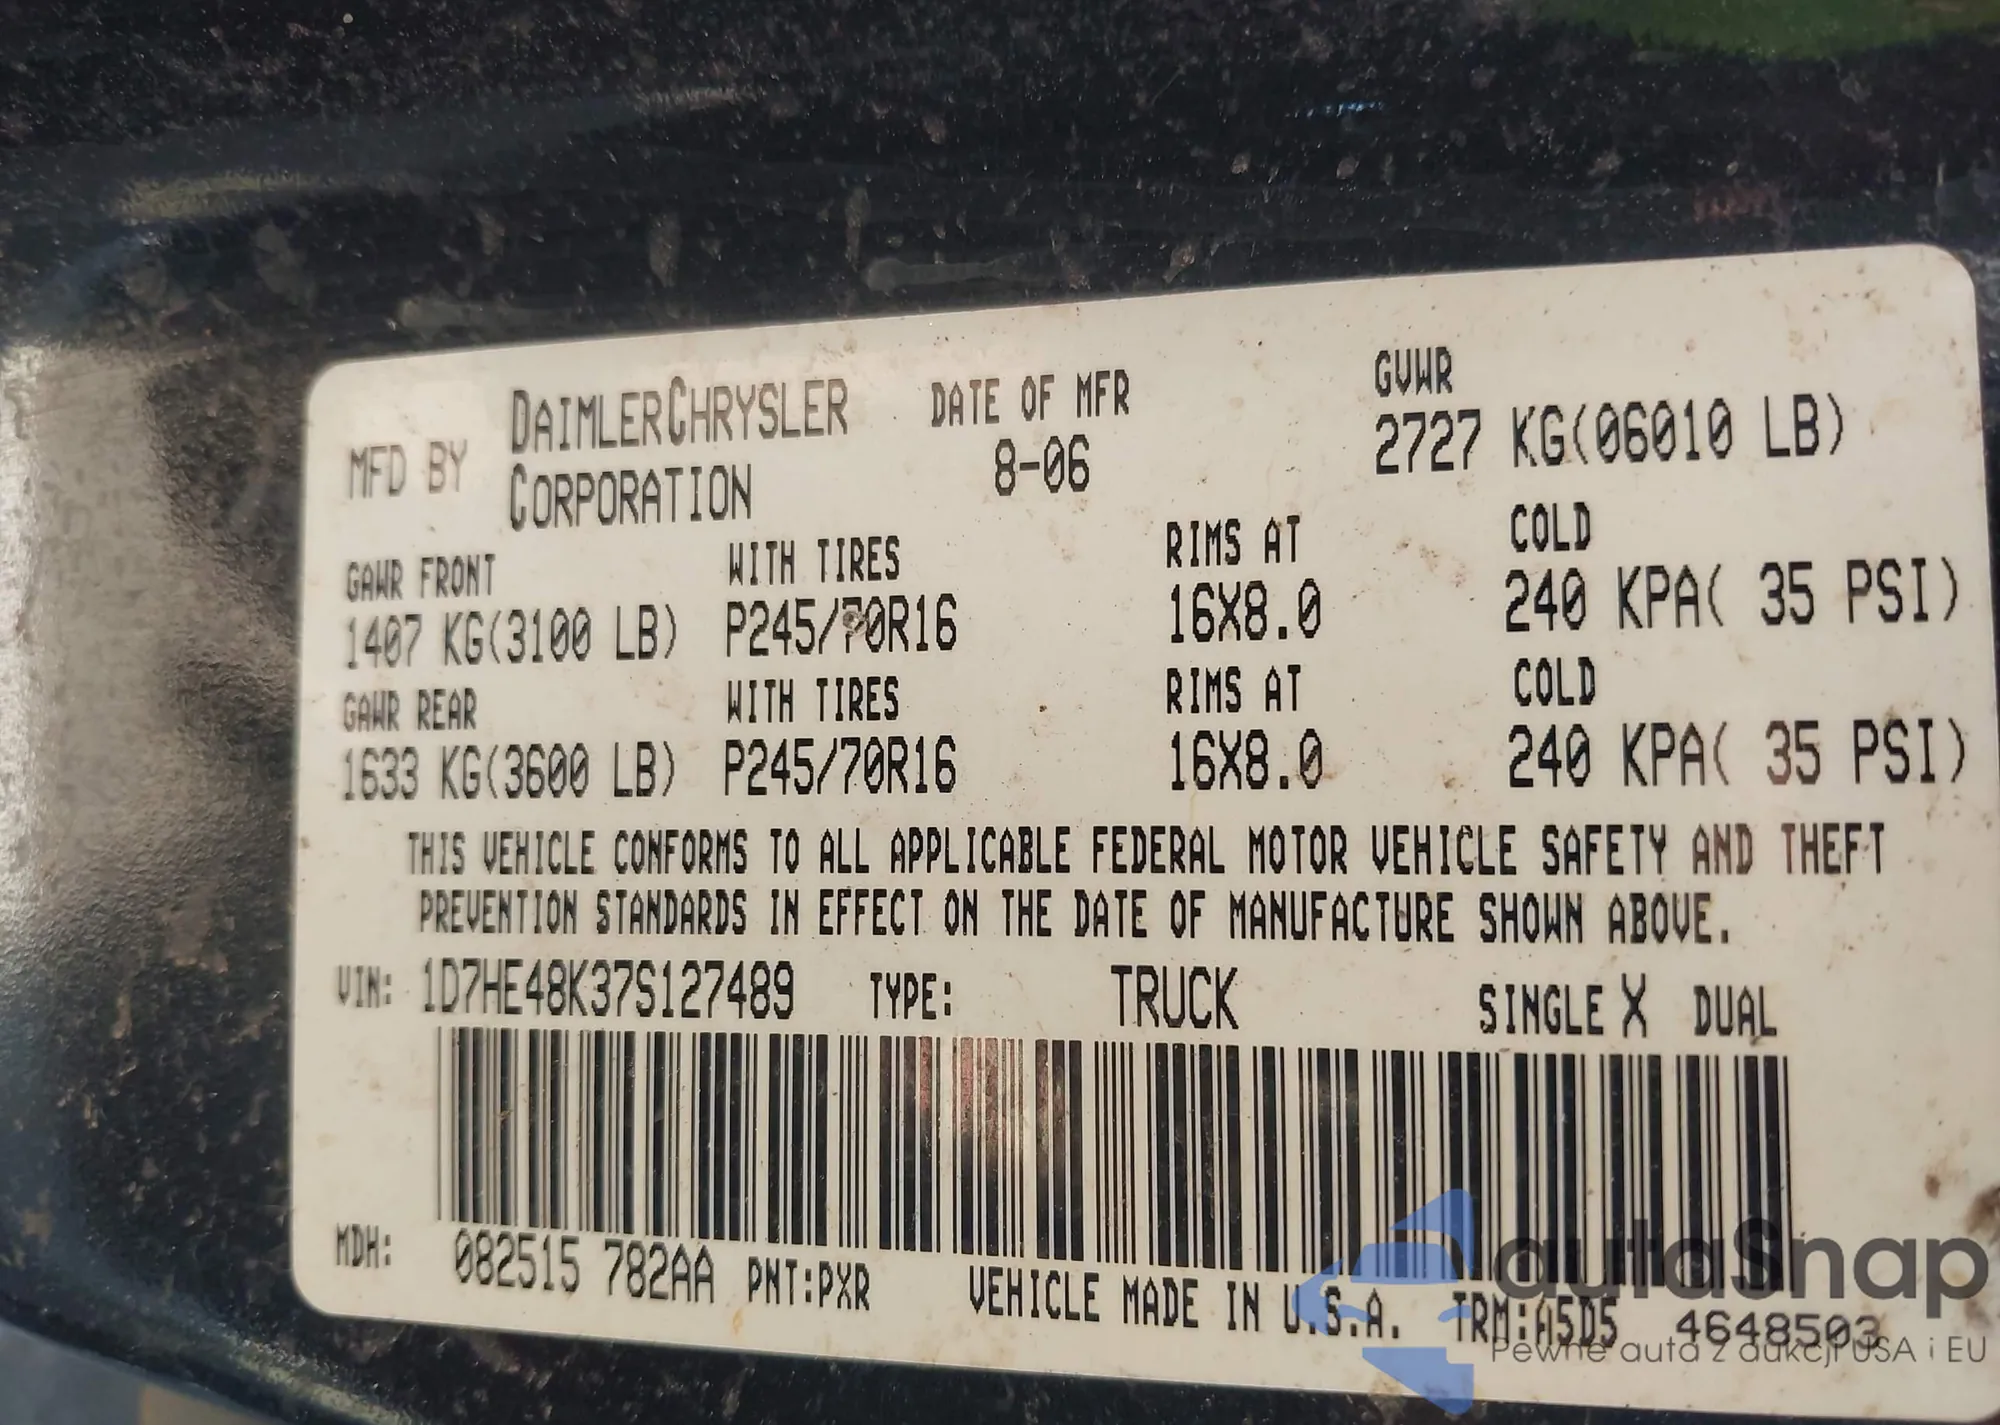 MFD BY DAIMLERCHRYSLER CORPORATION DATE OF MFR 8-06 GVWR 2727 KG(06010 LB)
GAWR FRONT WITH TIRES RIMS AT COLD
1407 KG(3100 LB) P245/70R16 16X8.0 240 KPA( 35 PSI)
GAWR REAR WITH TIRES RIMS AT COLD
1633 KG(3600 LB) P245/70R16 16X8.0 240 KPA( 35 PSI)
THIS VEHICLE CONFORMS TO ALL APPLICABLE FEDERAL MOTOR VEHICLE SAFETY AND THEFT
PREVENTION STANDARDS IN EFFECT ON THE DATE OF MANUFACTURE SHOWN ABOVE.
VIN: 1D7HE48K37S127489 TYPE: TRUCK SINGLE X DUAL
MDH: 082515 782AA PNT:PXR VEHICLE MADE IN U.S.A. TRM:A5D5 4648503
autoSnap
Pewne auta z aukcji USA i EU